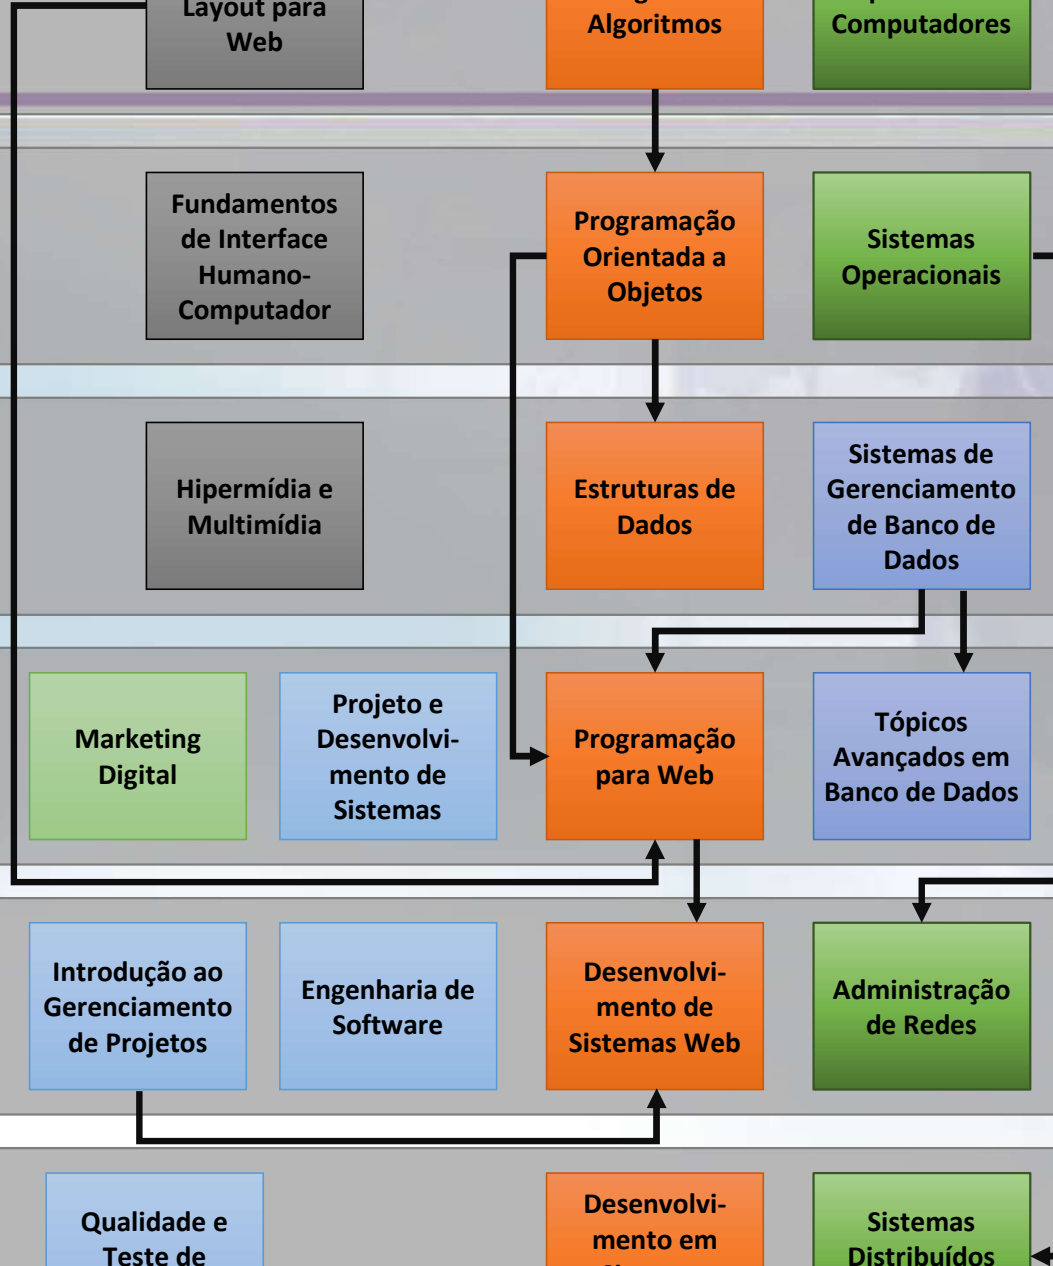 Layout para
Web
Algoritmos
Computadores
Fundamentos
de Interface
Humano-
Computador
Programação
Orientada a
Objetos
Sistemas
Operacionais
Hipermídia e
Multimídia
Estruturas de
Dados
Sistemas de
Gerenciamento
de Banco de
Dados
Marketing
Digital
Projeto e
Desenvolvi-
mento de
Sistemas
Programação
para Web
Tópicos
Avançados em
Banco de Dados
Introdução ao
Gerenciamento
de Projetos
Engenharia de
Software
Desenvolvi-
mento de
Sistemas Web
Administração
de Redes
Qualidade e
Teste de
Desenvolvi-
mento em
Sistemas
Distribuídos